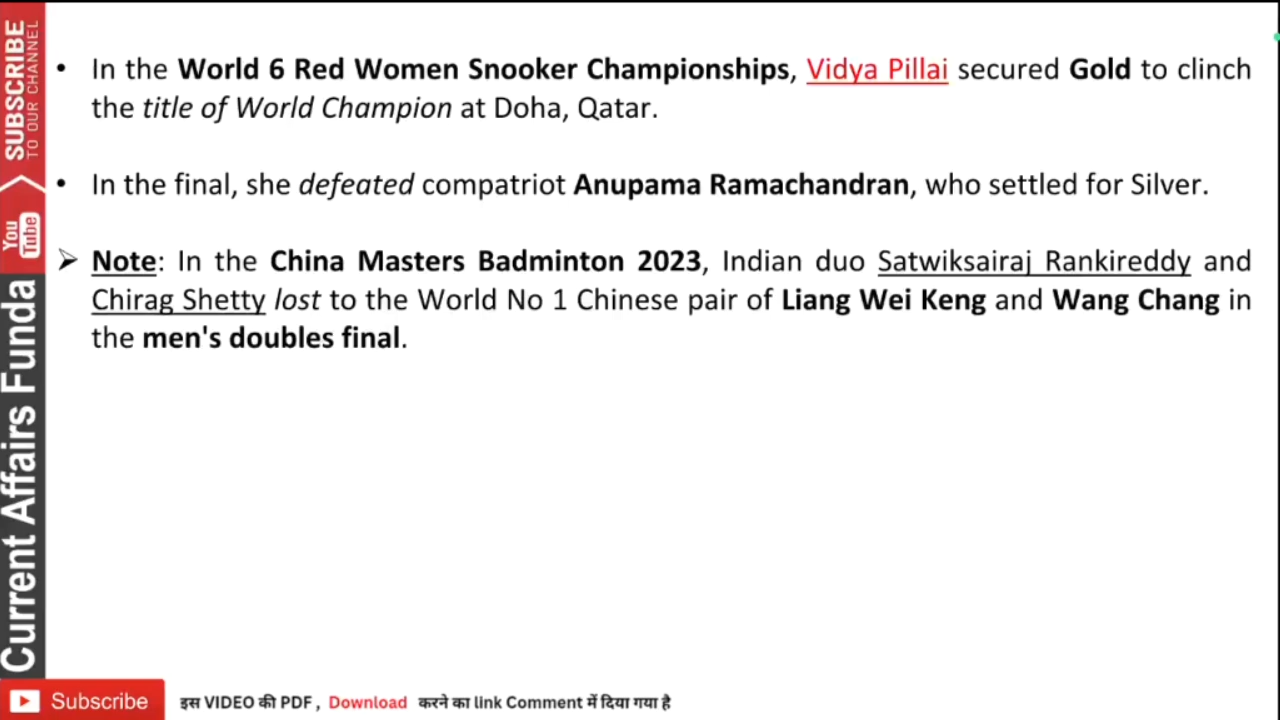 • In the World 6 Red Women Snooker Championships, Vidya Pillai secured Gold to clinch
the title of World Champion at Doha, Qatar.
• In the final, she defeated compatriot Anupama Ramachandran, who settled for Silver.
➢ Note: In the China Masters Badminton 2023, Indian duo Satwiksairaj Rankireddy and
Chirag Shetty lost to the World No 1 Chinese pair of Liang Wei Keng and Wang Chang in
the men's doubles final.
SUBSCRIBE
TO OUR CHANNEL
You
Tube
Current Affairs Funda
Subscribe
इस VIDEO की PDF , Download करने का link Comment में दिया गया है